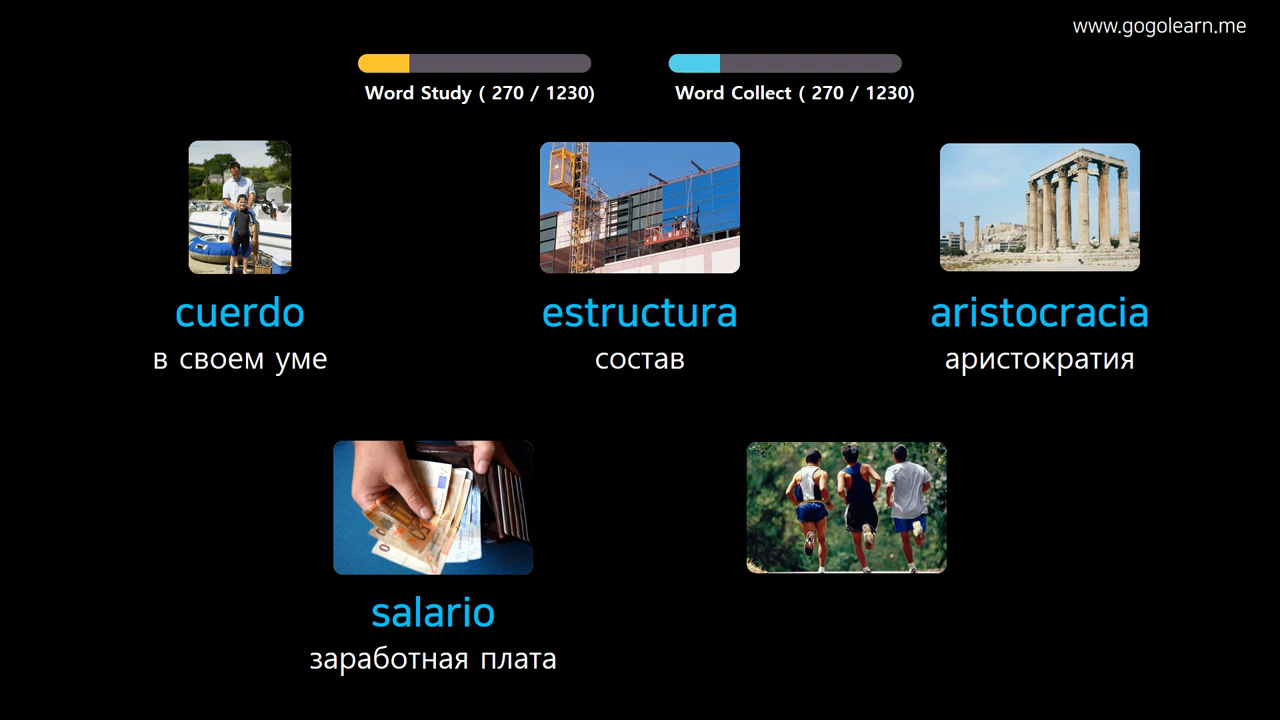 www.gogolearn.me
Word Study ( 270 / 1230)
Word Collect ( 270 / 1230)
cuerdo
в своем уме
estructura
состав
aristocracia
аристократия
salario
заработная плата